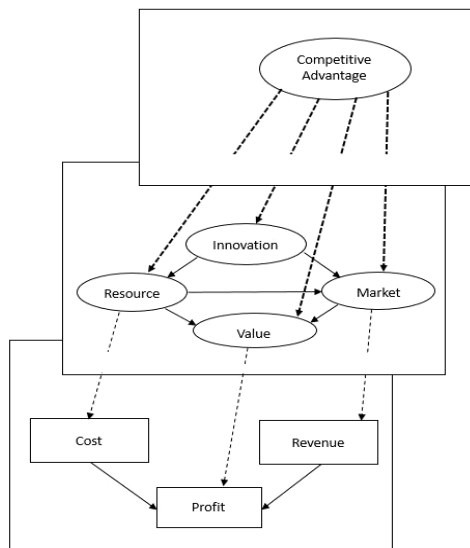 Competitive
Advantage
Innovation
Resource
Market
Value
Cost
Revenue
Profit